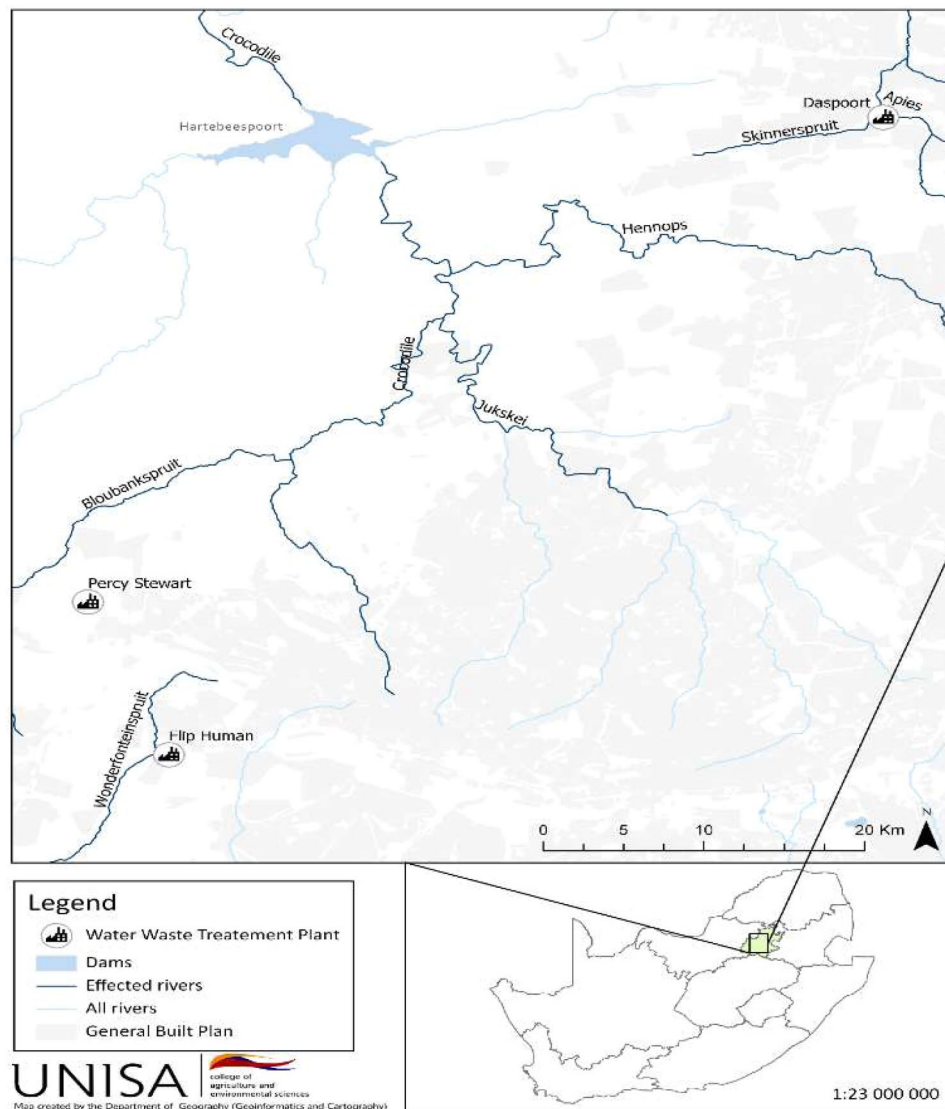 Crocodile
Hartebeespoort
Daspoort
Apies
Skinnerspruit
Hennops
Crocodile
Jukskei
Bloubankspruit
Percy Stewart
Wonderfonteinspruit
Flip Human
N
0 5 10 20 Km
Legend
Water Waste Treatement Plant
Dams
Effected rivers
All rivers
General Built Plan
UNISA
college of
agriculture and
environmental sciences
1:23 000 000
Map created by the Department of Geography (Geoinformatics and Cartography)